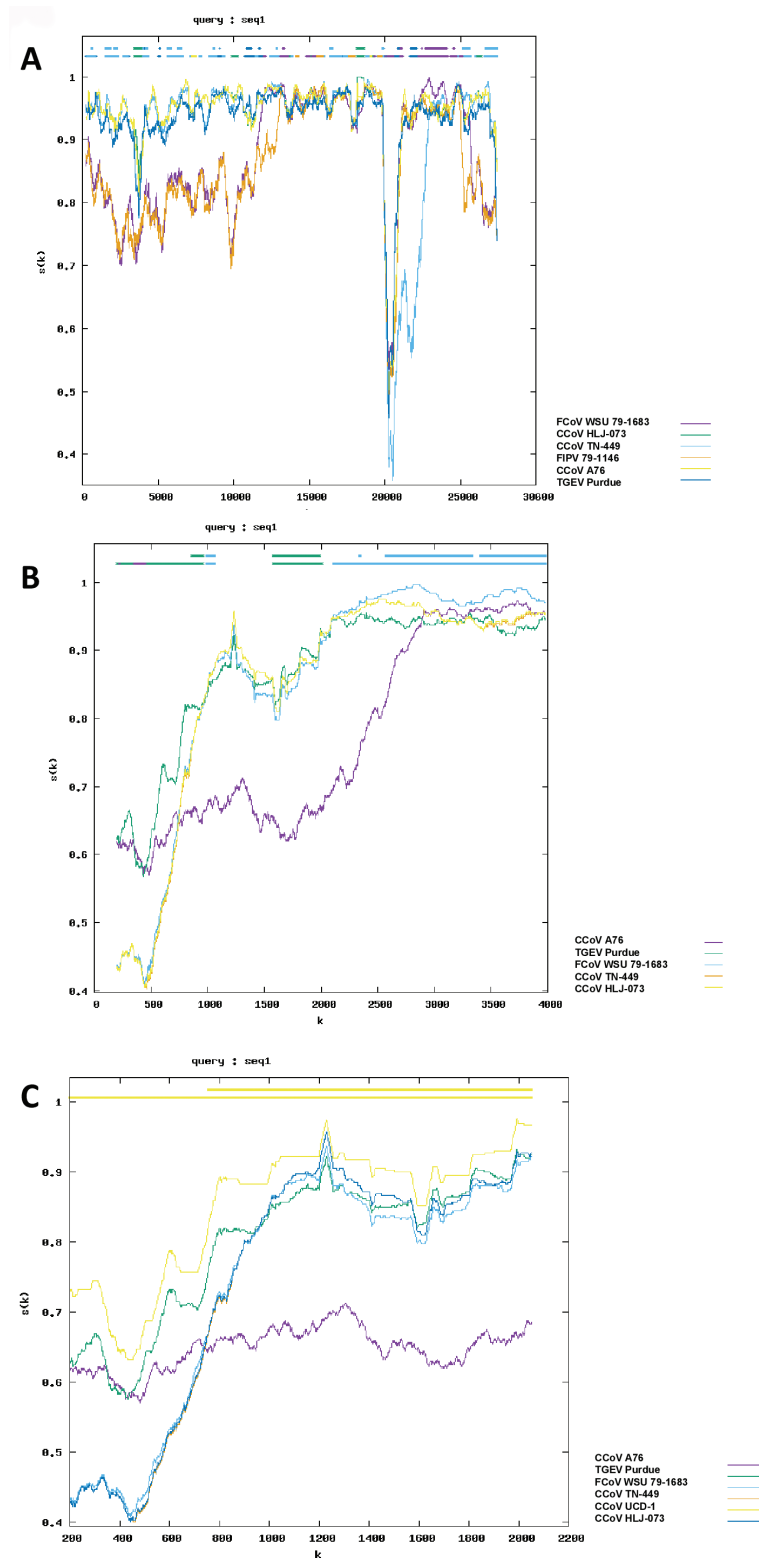 query : seq1
A
1
0.9
0.8
0.7
0.6
0.5
0.4
s(k)
0 5000 10000 15000 20000 25000 30000
FCoV WSU 79-1683
CCoV HLJ-073
CCoV TN-449
FIPV 79-1146
CCoV A76
TGEV Purdue
query : seq1
B
1
0.9
0.8
0.7
0.6
0.5
0.4
s(k)
0 500 1000 1500 2000 2500 3000 3500 4000
k
CCoV A76
TGEV Purdue
FCoV WSU 79-1683
CCoV TN-449
CCoV HLJ-073
query : seq1
C
1
0.9
0.8
0.7
0.6
0.5
0.4
s(k)
200 400 600 800 1000 1200 1400 1600 1800 2000 2200
k
CCoV A76
TGEV Purdue
FCoV WSU 79-1683
CCoV TN-449
CCoV UCD-1
CCoV HLJ-073